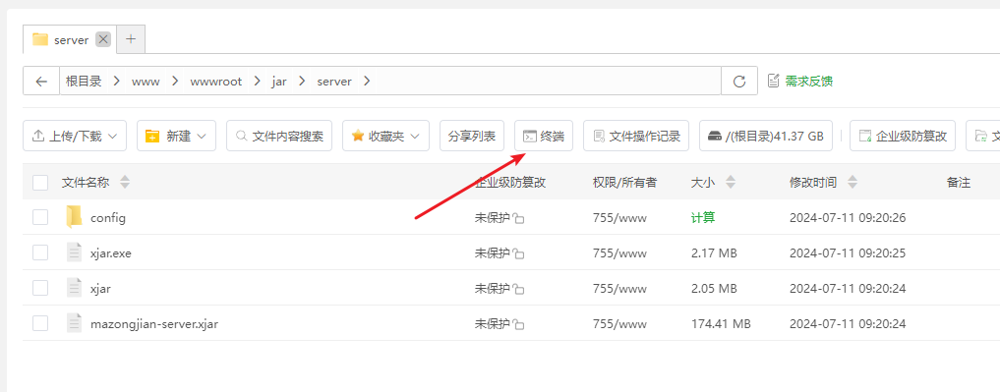 server
根目录 www wwwroot jar server 需求反馈
上传/下载 新建 文件内容搜索 收藏夹 分享列表 终端 文件操作记录 /(根目录)41.37 GB 企业级防篡改
文件名称 企业级防篡改 权限/所有者 大小 修改时间 备注
config 未保护 755/www 计算 2024-07-11 09:20:26
xjar.exe 未保护 755/www 2.17 MB 2024-07-11 09:20:25
xjar 未保护 755/www 2.05 MB 2024-07-11 09:20:24
mazongjian-server.xjar 未保护 755/www 174.41 MB 2024-07-11 09:20:24